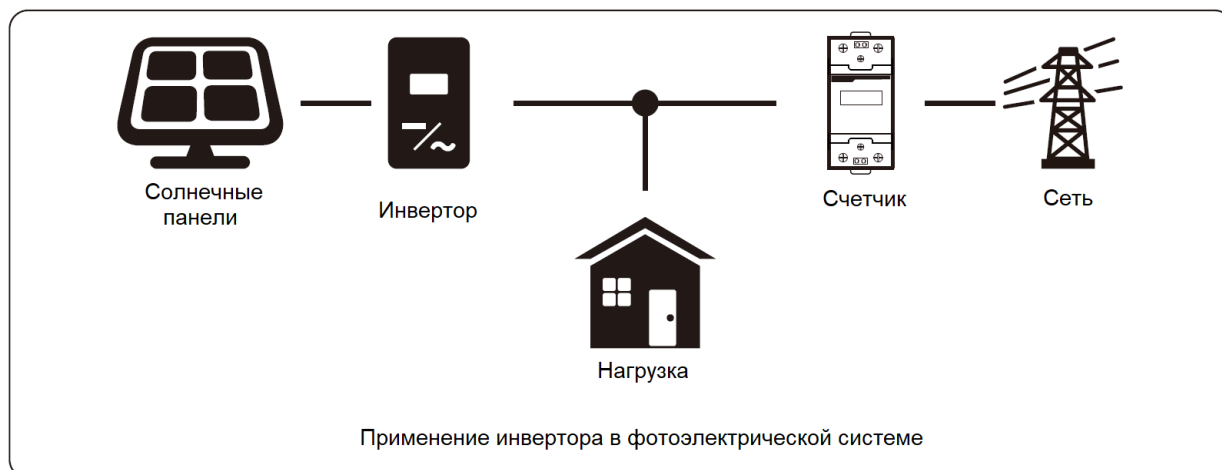 Солнечные
панели
Инвертор
Счетчик
Сеть
Нагрузка
Применение инвертора в фотоэлектрической системе